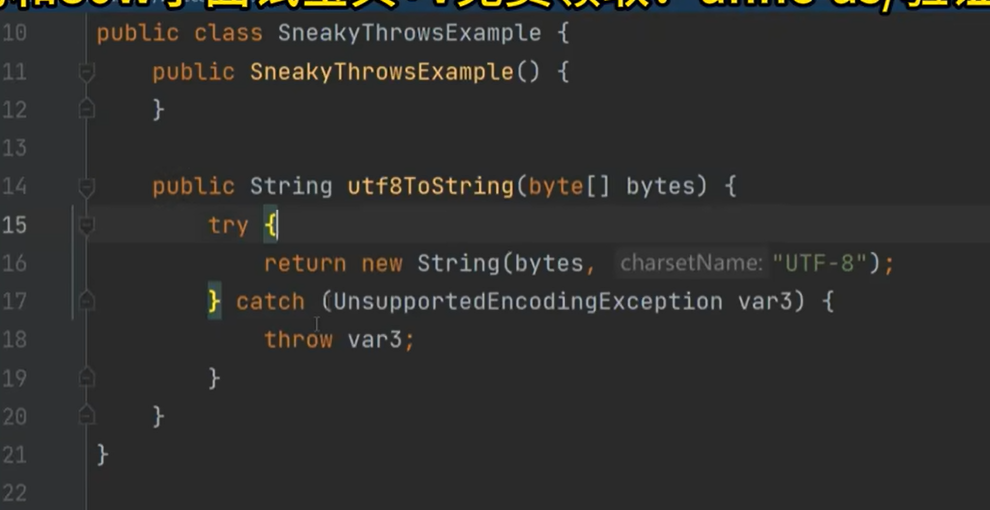 10 public class SneakyThrowsExample {
11 public SneakyThrowsExample() {
12 }
13
14 public String utf8ToString(byte[] bytes) {
15 try {
16 return new String(bytes, charsetName: "UTF-8");
17 } catch (UnsupportedEncodingException var3) {
18 throw var3;
19 }
20 }
21 }
22